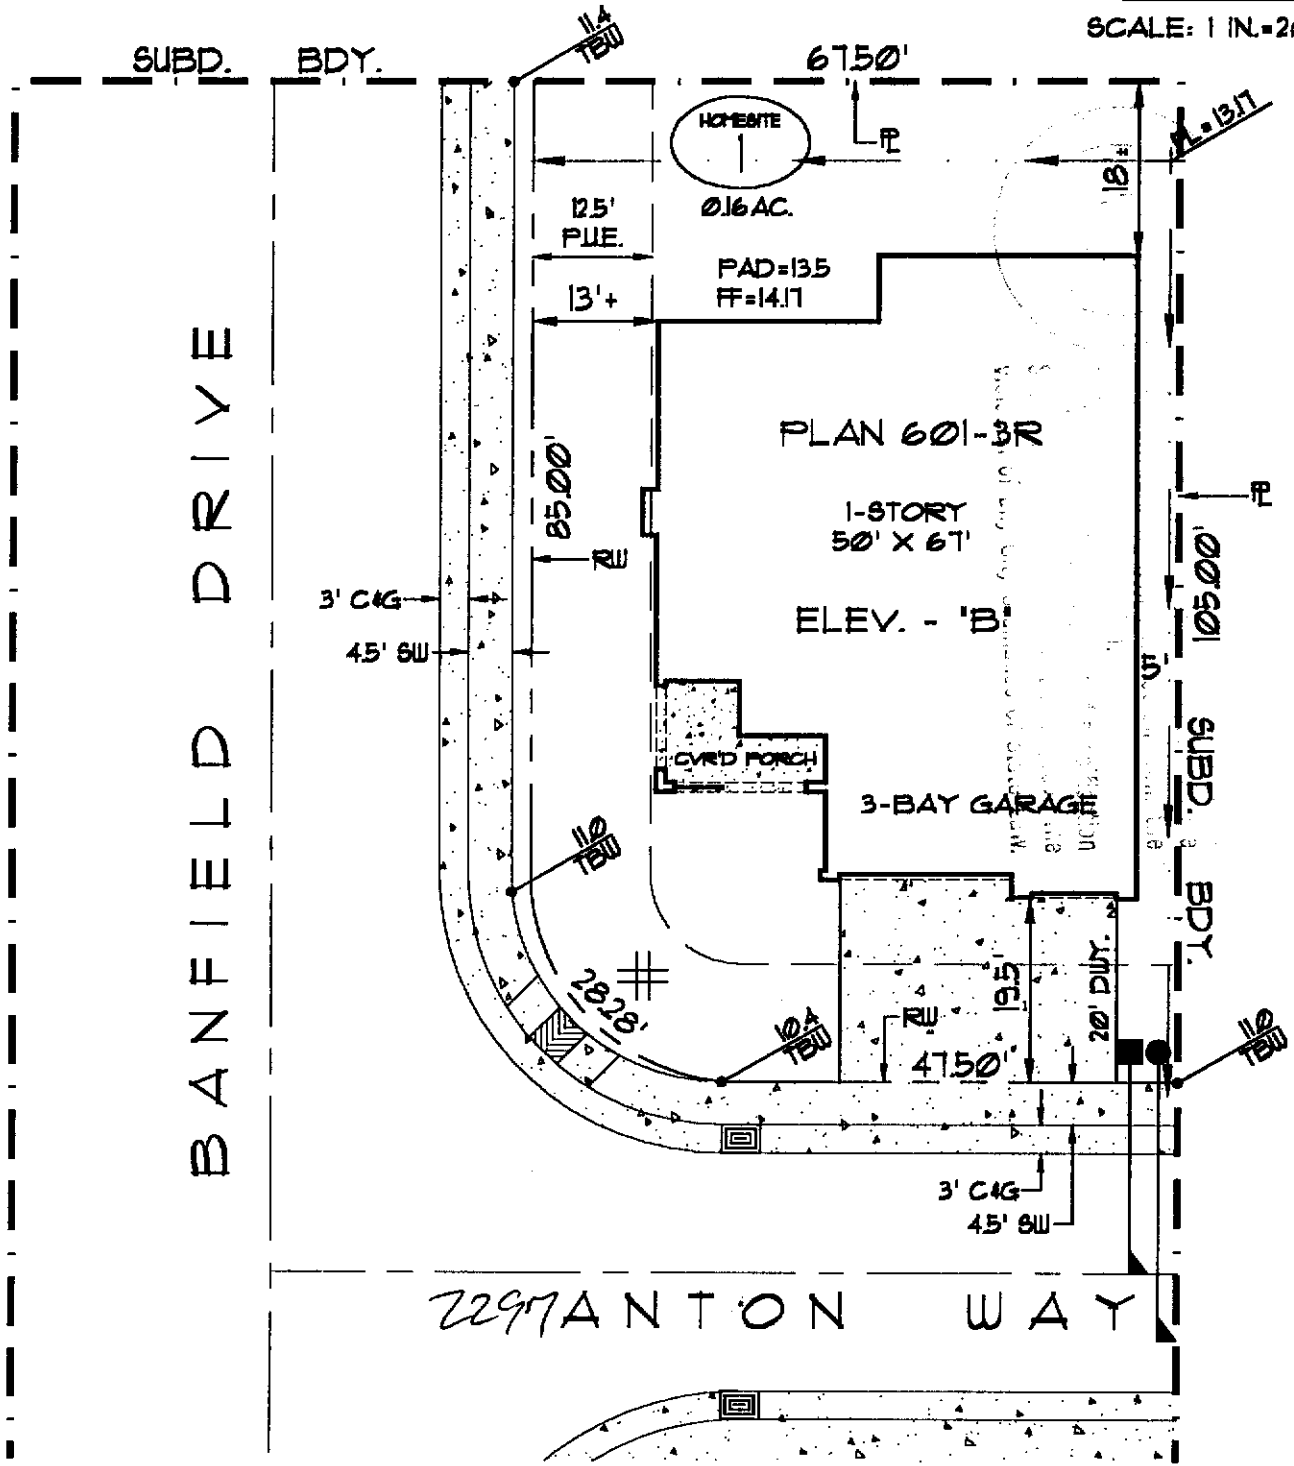 SCALE: 1 IN.=2
11.4
TBW
SUBD. BDY.
67.50'
HOMESITE
1
0.16 AC.
PL
FL=13.17
18'+
12.5'
P.U.E.
13'+
PAD=13.5
FF=14.17
PLAN 601-3R
1-STORY
50' X 67'
ELEV. - "B"
85.00'
RW
PL
105.00'
3' C&G
4.5' SW
5'
SUBD. BDY.
CVR'D PORCH
3-BAY GARAGE
BANFIELD DRIVE
11.0
TBW
28.28'
10.4
TBW
RW
47.50'
19.5'
20' DWY.
11.0
TBW
3' C&G
4.5' SW
2297 ANTON WAY